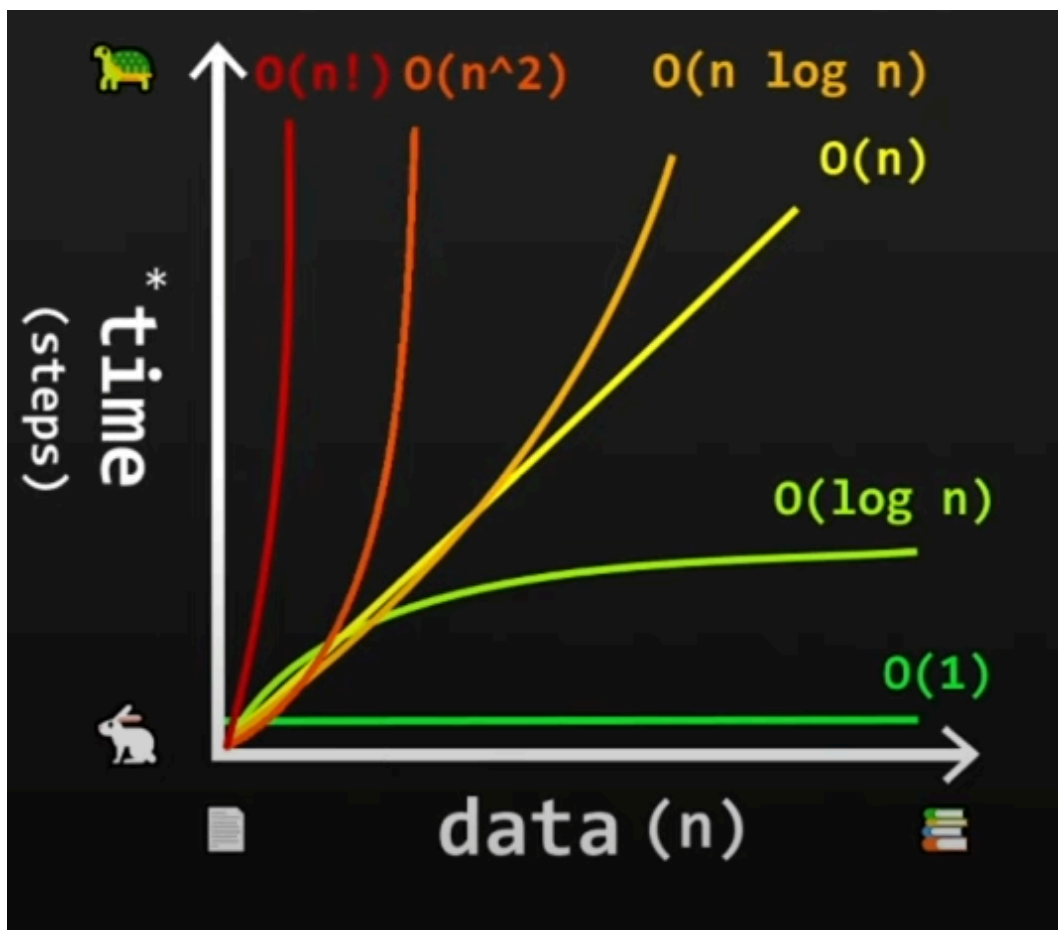 O(n!)
O(n^2)
O(n log n)
O(n)
*time
(steps)
O(log n)
O(1)
data (n)